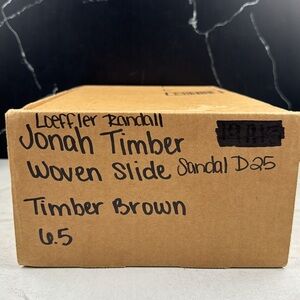 Loeffler Randall
Jonah Timber
Woven Slide Sandal D25
Timber Brown
6.5